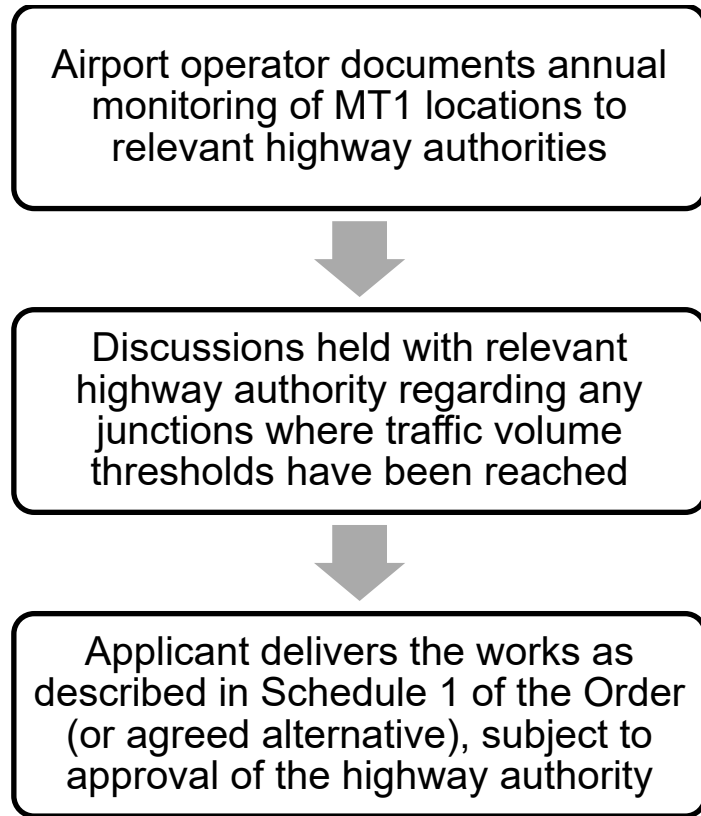 Airport operator documents annual
monitoring of MT1 locations to
relevant highway authorities
Discussions held with relevant
highway authority regarding any
junctions where traffic volume
thresholds have been reached
Applicant delivers the works as
described in Schedule 1 of the Order
(or agreed alternative), subject to
approval of the highway authority